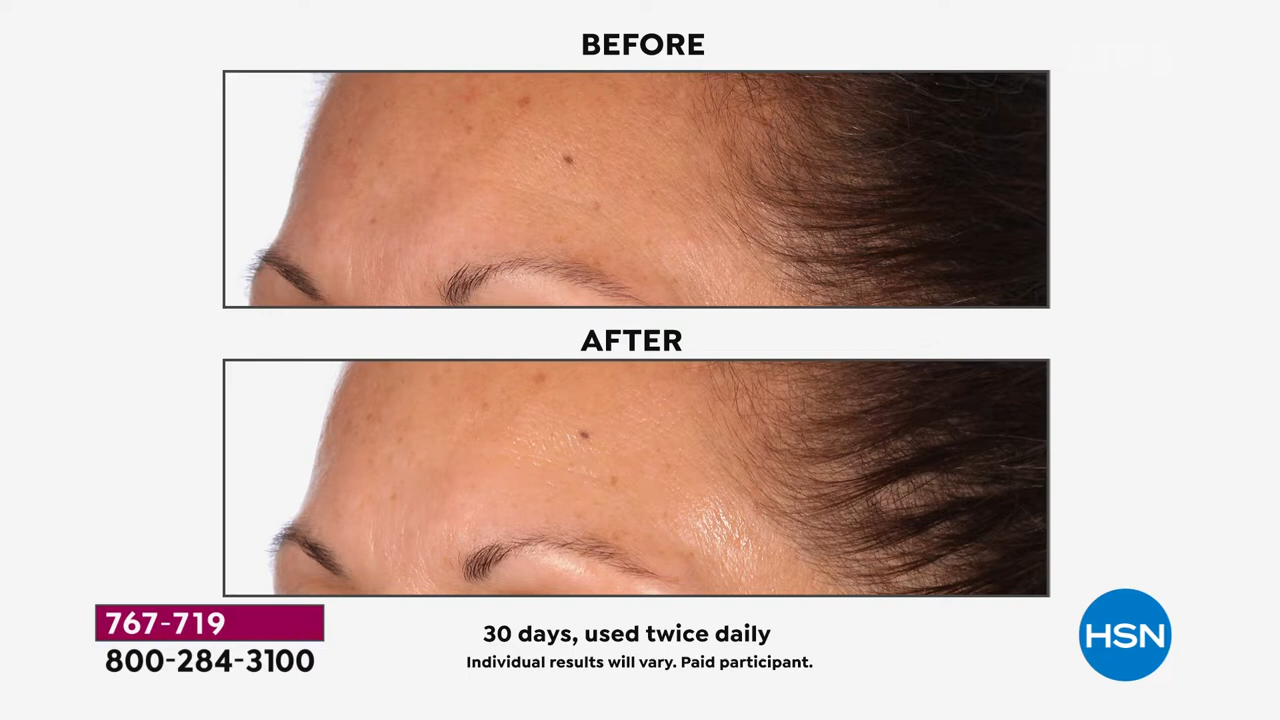 BEFORE
AFTER
767-719
800-284-3100
30 days, used twice daily
Individual results will vary. Paid participant.
HSN